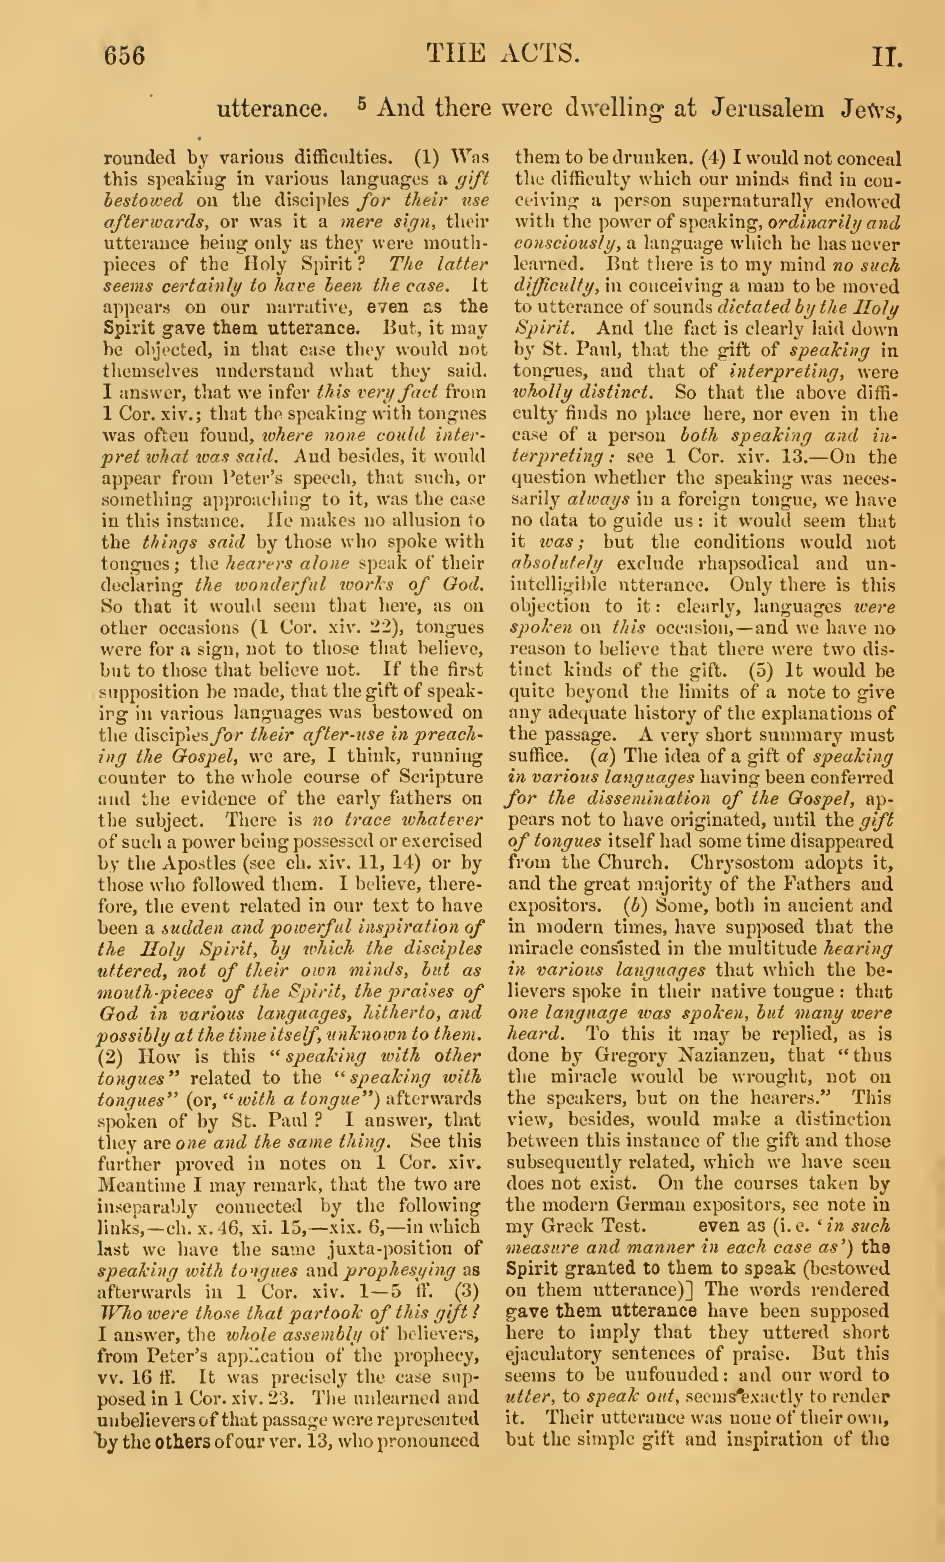 656 THE ACTS. II.
utterance. 5 And there were dwelling at Jerusalem Jews,
rounded by various difficulties. (1) Was
this speaking in various languages a gift
bestowed on the disciples for their use
afterwards, or was it a mere sign, their
utterance being only as they were mouth-
pieces of the Holy Spirit? The latter
seems certainly to have been the case. It
appears on our narrative, even as the
Spirit gave them utterance. But, it may
be objected, in that case they would not
themselves understand what they said.
I answer, that we infer this very fact from
1 Cor. xiv.; that the speaking with tongues
was often found, where none could inter-
pret what was said. And besides, it would
appear from Peter's speech, that such, or
something approaching to it, was the case
in this instance. He makes no allusion to
the things said by those who spoke with
tongues; the hearers alone speak of their
declaring the wonderful works of God.
So that it would seem that here, as on
other occasions (1 Cor. xiv. 22), tongues
were for a sign, not to those that believe,
but to those that believe not. If the first
supposition be made, that the gift of speak-
ing in various languages was bestowed on
the disciples for their after-use in preach-
ing the Gospel, we are, I think, running
counter to the whole course of Scripture
and the evidence of the early fathers on
the subject. There is no trace whatever
of such a power being possessed or exercised
by the Apostles (see ch. xiv. 11, 14) or by
those who followed them. I believe, there-
fore, the event related in our text to have
been a sudden and powerful inspiration of
the Holy Spirit, by which the disciples
uttered, not of their own minds, but as
mouth-pieces of the Spirit, the praises of
God in various languages, hitherto, and
possibly at the time itself, unknown to them.
(2) How is this "speaking with other
tongues" related to the "speaking with
tongues" (or, "with a tongue") afterwards
spoken of by St. Paul? I answer, that
they are one and the same thing. See this
further proved in notes on 1 Cor. xiv.
Meantime I may remark, that the two are
inseparably connected by the following
links,—ch. x. 46, xi. 15,—xix. 6,—in which
last we have the same juxta-position of
speaking with tongues and prophesying as
afterwards in 1 Cor. xiv. 1—5 ff. (3)
Who were those that partook of this gift?
I answer, the whole assembly of believers,
from Peter's application of the prophecy,
vv. 16 ff. It was precisely the case sup-
posed in 1 Cor. xiv. 23. The unlearned and
unbelievers of that passage were represented
by the others of our ver. 13, who pronounced
them to be drunken. (4) I would not conceal
the difficulty which our minds find in con-
ceiving a person supernaturally endowed
with the power of speaking, ordinarily and
consciously, a language which he has never
learned. But there is to my mind no such
difficulty, in conceiving a man to be moved
to utterance of sounds dictated by the Holy
Spirit. And the fact is clearly laid down
by St. Paul, that the gift of speaking in
tongues, and that of interpreting, were
wholly distinct. So that the above diffi-
culty finds no place here, nor even in the
case of a person both speaking and in-
terpreting: see 1 Cor. xiv. 13.—On the
question whether the speaking was neces-
sarily always in a foreign tongue, we have
no data to guide us: it would seem that
it was; but the conditions would not
absolutely exclude rhapsodical and un-
intelligible utterance. Only there is this
objection to it: clearly, languages were
spoken on this occasion,—and we have no
reason to believe that there were two dis-
tinct kinds of the gift. (5) It would be
quite beyond the limits of a note to give
any adequate history of the explanations of
the passage. A very short summary must
suffice. (a) The idea of a gift of speaking
in various languages having been conferred
for the dissemination of the Gospel, ap-
pears not to have originated, until the gift
of tongues itself had some time disappeared
from the Church. Chrysostom adopts it,
and the great majority of the Fathers and
expositors. (b) Some, both in ancient and
in modern times, have supposed that the
miracle consisted in the multitude hearing
in various languages that which the be-
lievers spoke in their native tongue: that
one language was spoken, but many were
heard. To this it may be replied, as is
done by Gregory Nazianzen, that "thus
the miracle would be wrought, not on
the speakers, but on the hearers." This
view, besides, would make a distinction
between this instance of the gift and those
subsequently related, which we have seen
does not exist. On the courses taken by
the modern German expositors, see note in
my Greek Test. even as (i. e. 'in such
measure and manner in each case as') the
Spirit granted to them to speak (bestowed
on them utterance)] The words rendered
gave them utterance have been supposed
here to imply that they uttered short
ejaculatory sentences of praise. But this
seems to be unfounded: and our word to
utter, to speak out, seems exactly to render
it. Their utterance was none of their own,
but the simple gift and inspiration of the